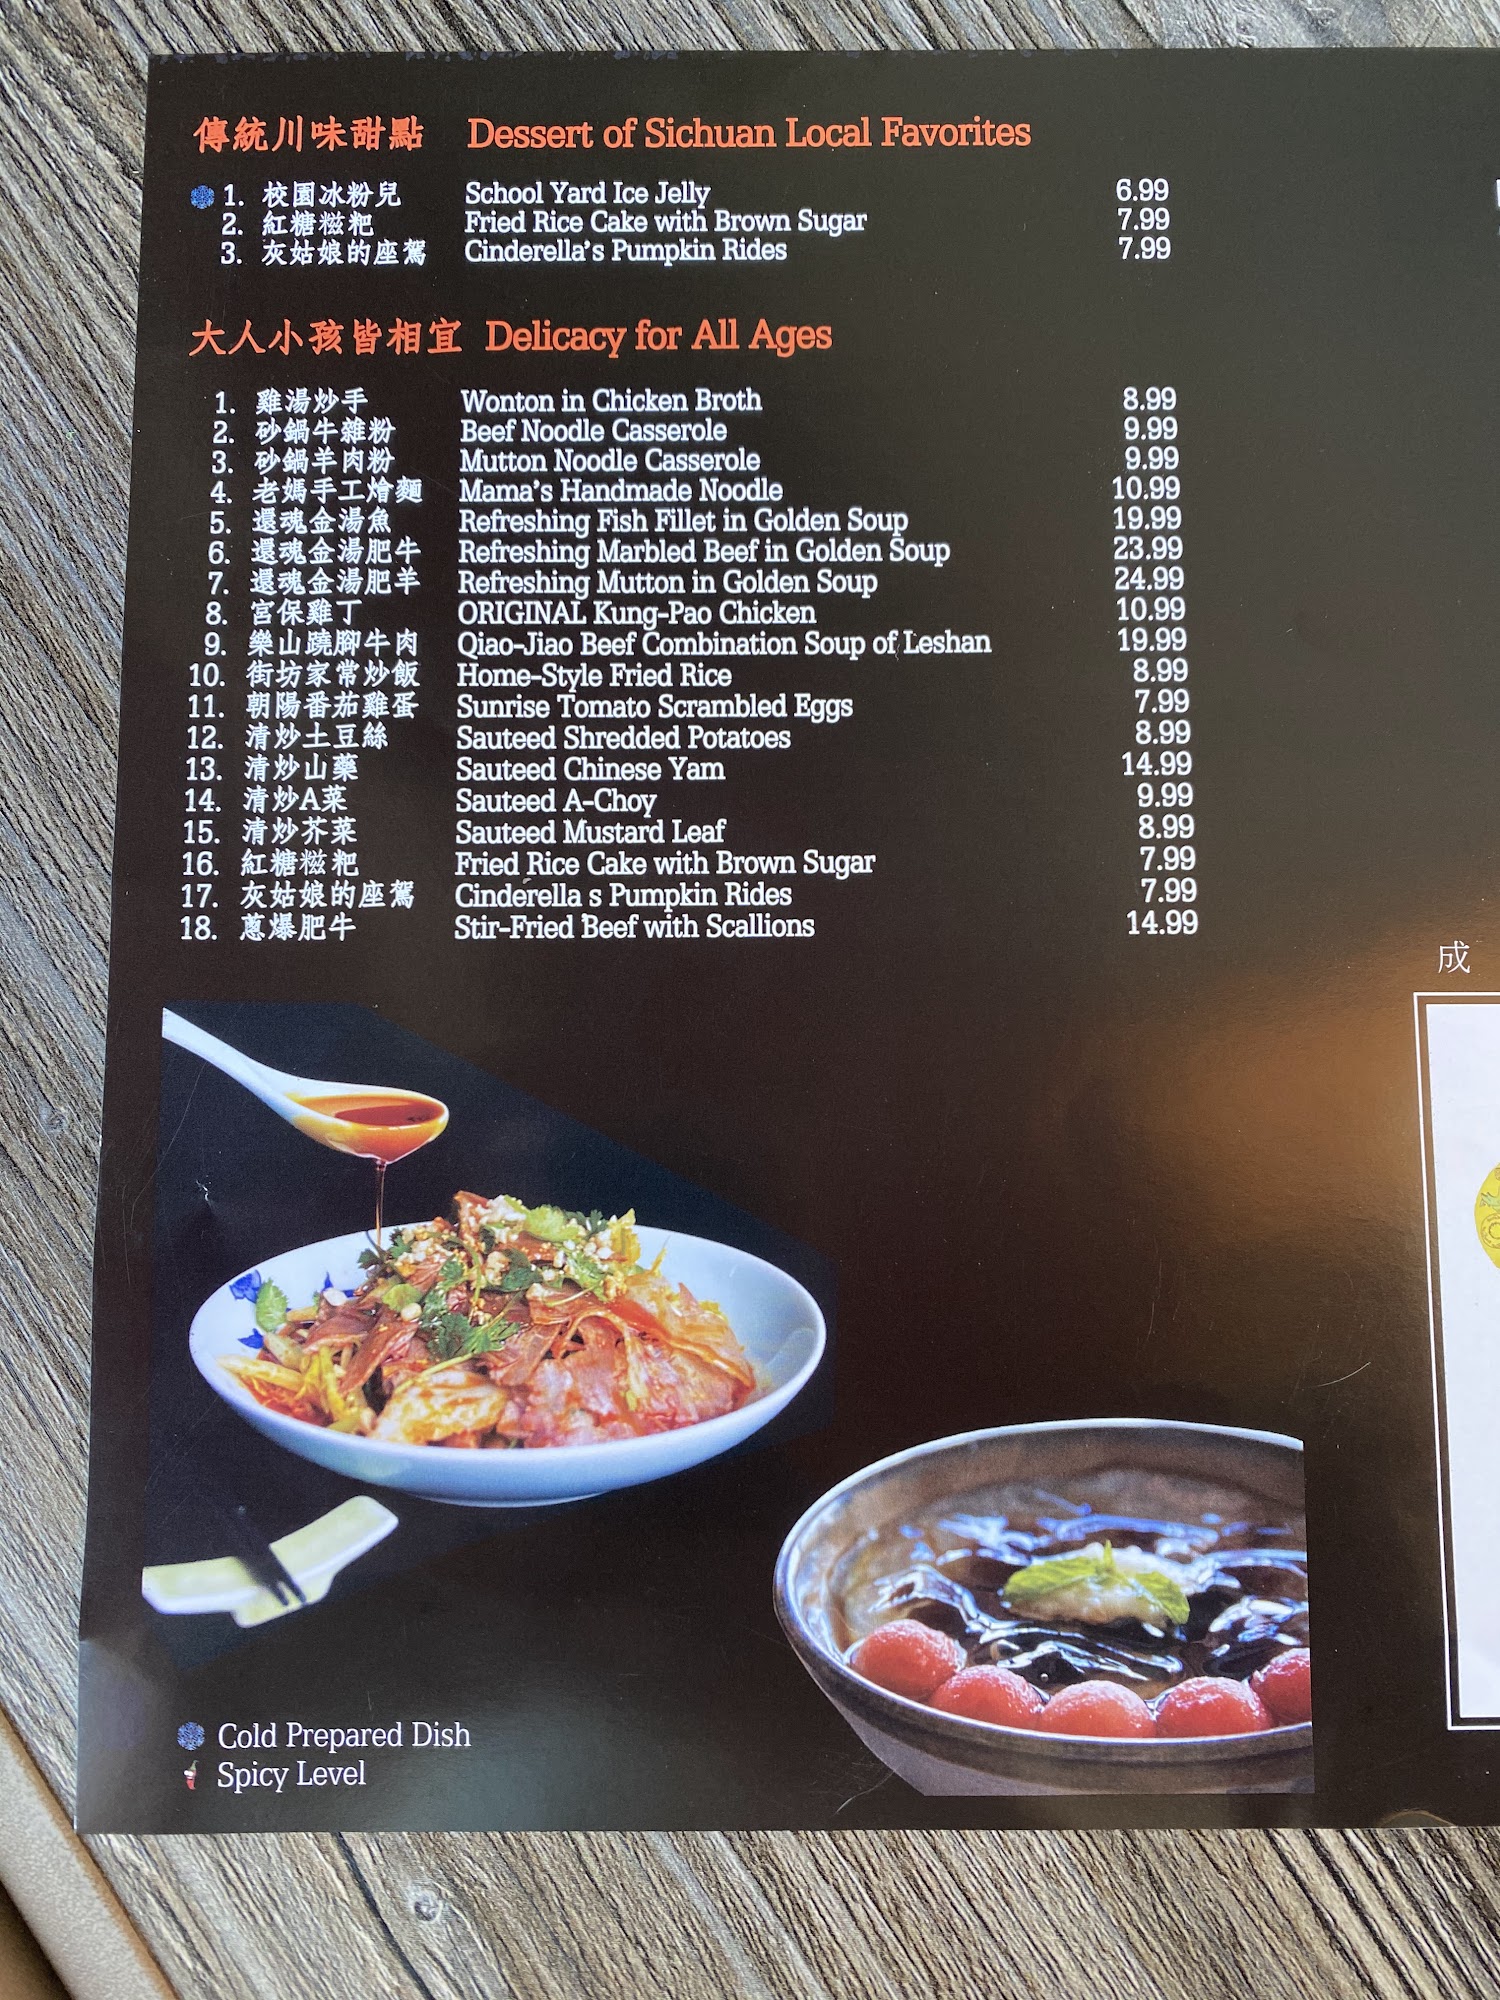 傳統川味甜點 Dessert of Sichuan Local Favorites
1. 校園冰粉兒 School Yard Ice Jelly 6.99
2. 紅糖糍粑 Fried Rice Cake with Brown Sugar 7.99
3. 灰姑娘的座駕 Cinderella's Pumpkin Rides 7.99
大人小孩皆相宜 Delicacy for All Ages
1. 雞湯炒手 Wonton in Chicken Broth 8.99
2. 砂鍋牛雜粉 Beef Noodle Casserole 9.99
3. 砂鍋羊肉粉 Mutton Noodle Casserole 9.99
4. 老媽手工燴麵 Mama's Handmade Noodle 10.99
5. 還魂金湯魚 Refreshing Fish Fillet in Golden Soup 19.99
6. 還魂金湯肥牛 Refreshing Marbled Beef in Golden Soup 23.99
7. 還魂金湯肥羊 Refreshing Mutton in Golden Soup 24.99
8. 宮保雞丁 ORIGINAL Kung-Pao Chicken 10.99
9. 樂山蹺腳牛肉 Qiao-Jiao Beef Combination Soup of Leshan 19.99
10. 街坊家常炒飯 Home-Style Fried Rice 8.99
11. 朝陽番茄雞蛋 Sunrise Tomato Scrambled Eggs 7.99
12. 清炒土豆絲 Sauteed Shredded Potatoes 8.99
13. 清炒山藥 Sauteed Chinese Yam 14.99
14. 清炒A菜 Sauteed A-Choy 9.99
15. 清炒芥菜 Sauteed Mustard Leaf 8.99
16. 紅糖糍粑 Fried Rice Cake with Brown Sugar 7.99
17. 灰姑娘的座駕 Cinderella s Pumpkin Rides 7.99
18. 蔥爆肥牛 Stir-Fried Beef with Scallions 14.99
成
Cold Prepared Dish
Spicy Level